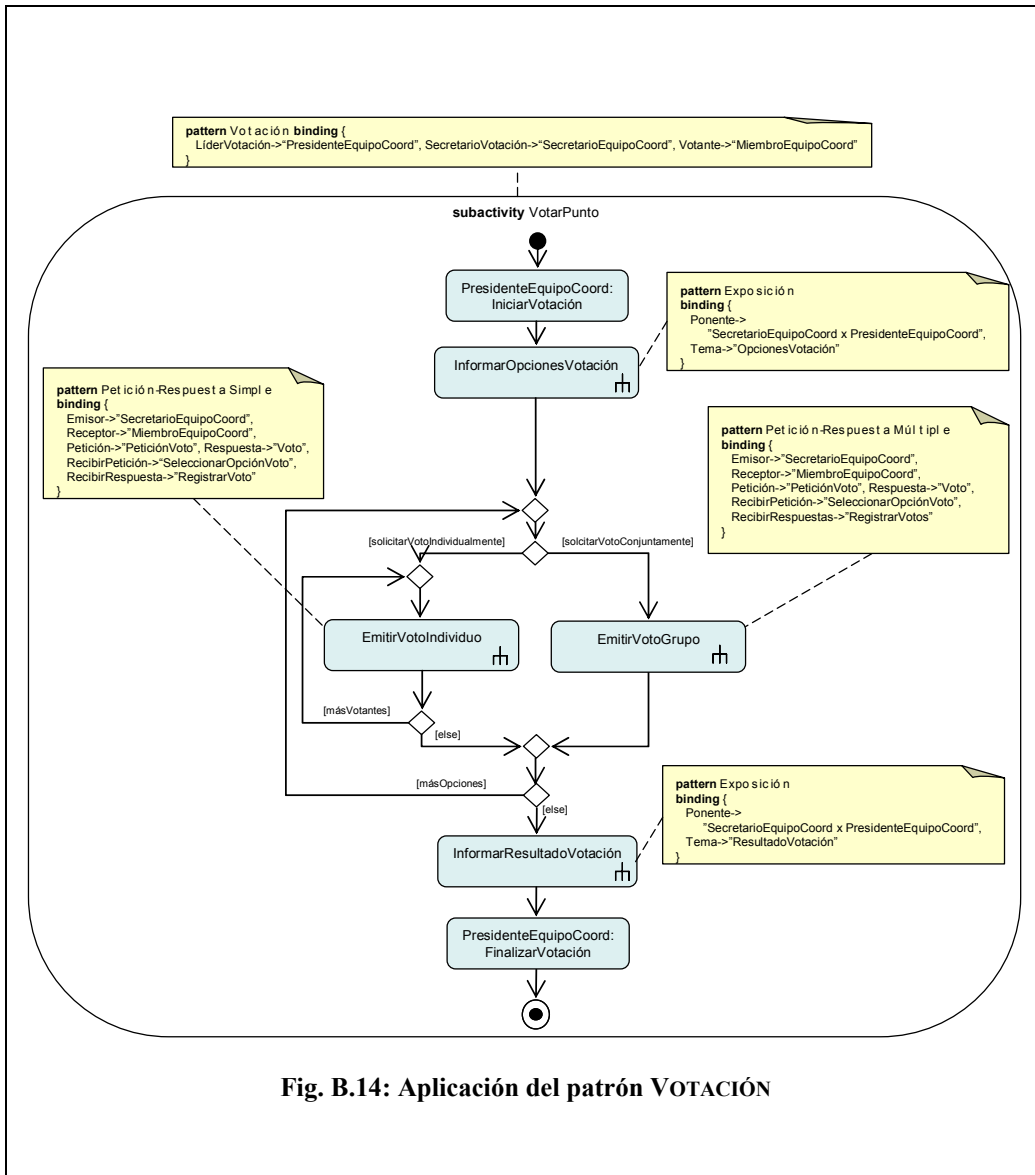 pattern Votación binding {
LíderVotación->“PresidenteEquipoCoord”, SecretarioVotación->“SecretarioEquipoCoord”, Votante->“MiembroEquipoCoord”
}
subactivity VotarPunto
PresidenteEquipoCoord:
IniciarVotación
pattern Exposición
binding {
Ponente->
”SecretarioEquipoCoord x PresidenteEquipoCoord”,
Tema->”OpcionesVotación”
}
InformarOpcionesVotación
pattern Petición-Respuesta Simple
binding {
Emisor->”SecretarioEquipoCoord”,
Receptor->”MiembroEquipoCoord”,
Petición->”PeticiónVoto”, Respuesta->”Voto”,
RecibirPetición->“SeleccionarOpciónVoto”,
RecibirRespuesta->”RegistrarVoto”
}
pattern Petición-Respuesta Múltiple
binding {
Emisor->”SecretarioEquipoCoord”,
Receptor->”MiembroEquipoCoord”,
Petición->”PeticiónVoto”, Respuesta->”Voto”,
RecibirPetición->”SeleccionarOpciónVoto”,
RecibirRespuestas->”RegistrarVotos”
}
[solicitarVotoIndividualmente]
[solcitarVotoConjuntamente]
EmitirVotoIndividuo
EmitirVotoGrupo
[másVotantes]
[else]
[másOpciones]
[else]
pattern Exposición
binding {
Ponente->
”SecretarioEquipoCoord x PresidenteEquipoCoord”,
Tema->”ResultadoVotación”
}
InformarResultadoVotación
PresidenteEquipoCoord:
FinalizarVotación
Fig. B.14: Aplicación del patrón VOTACIÓN